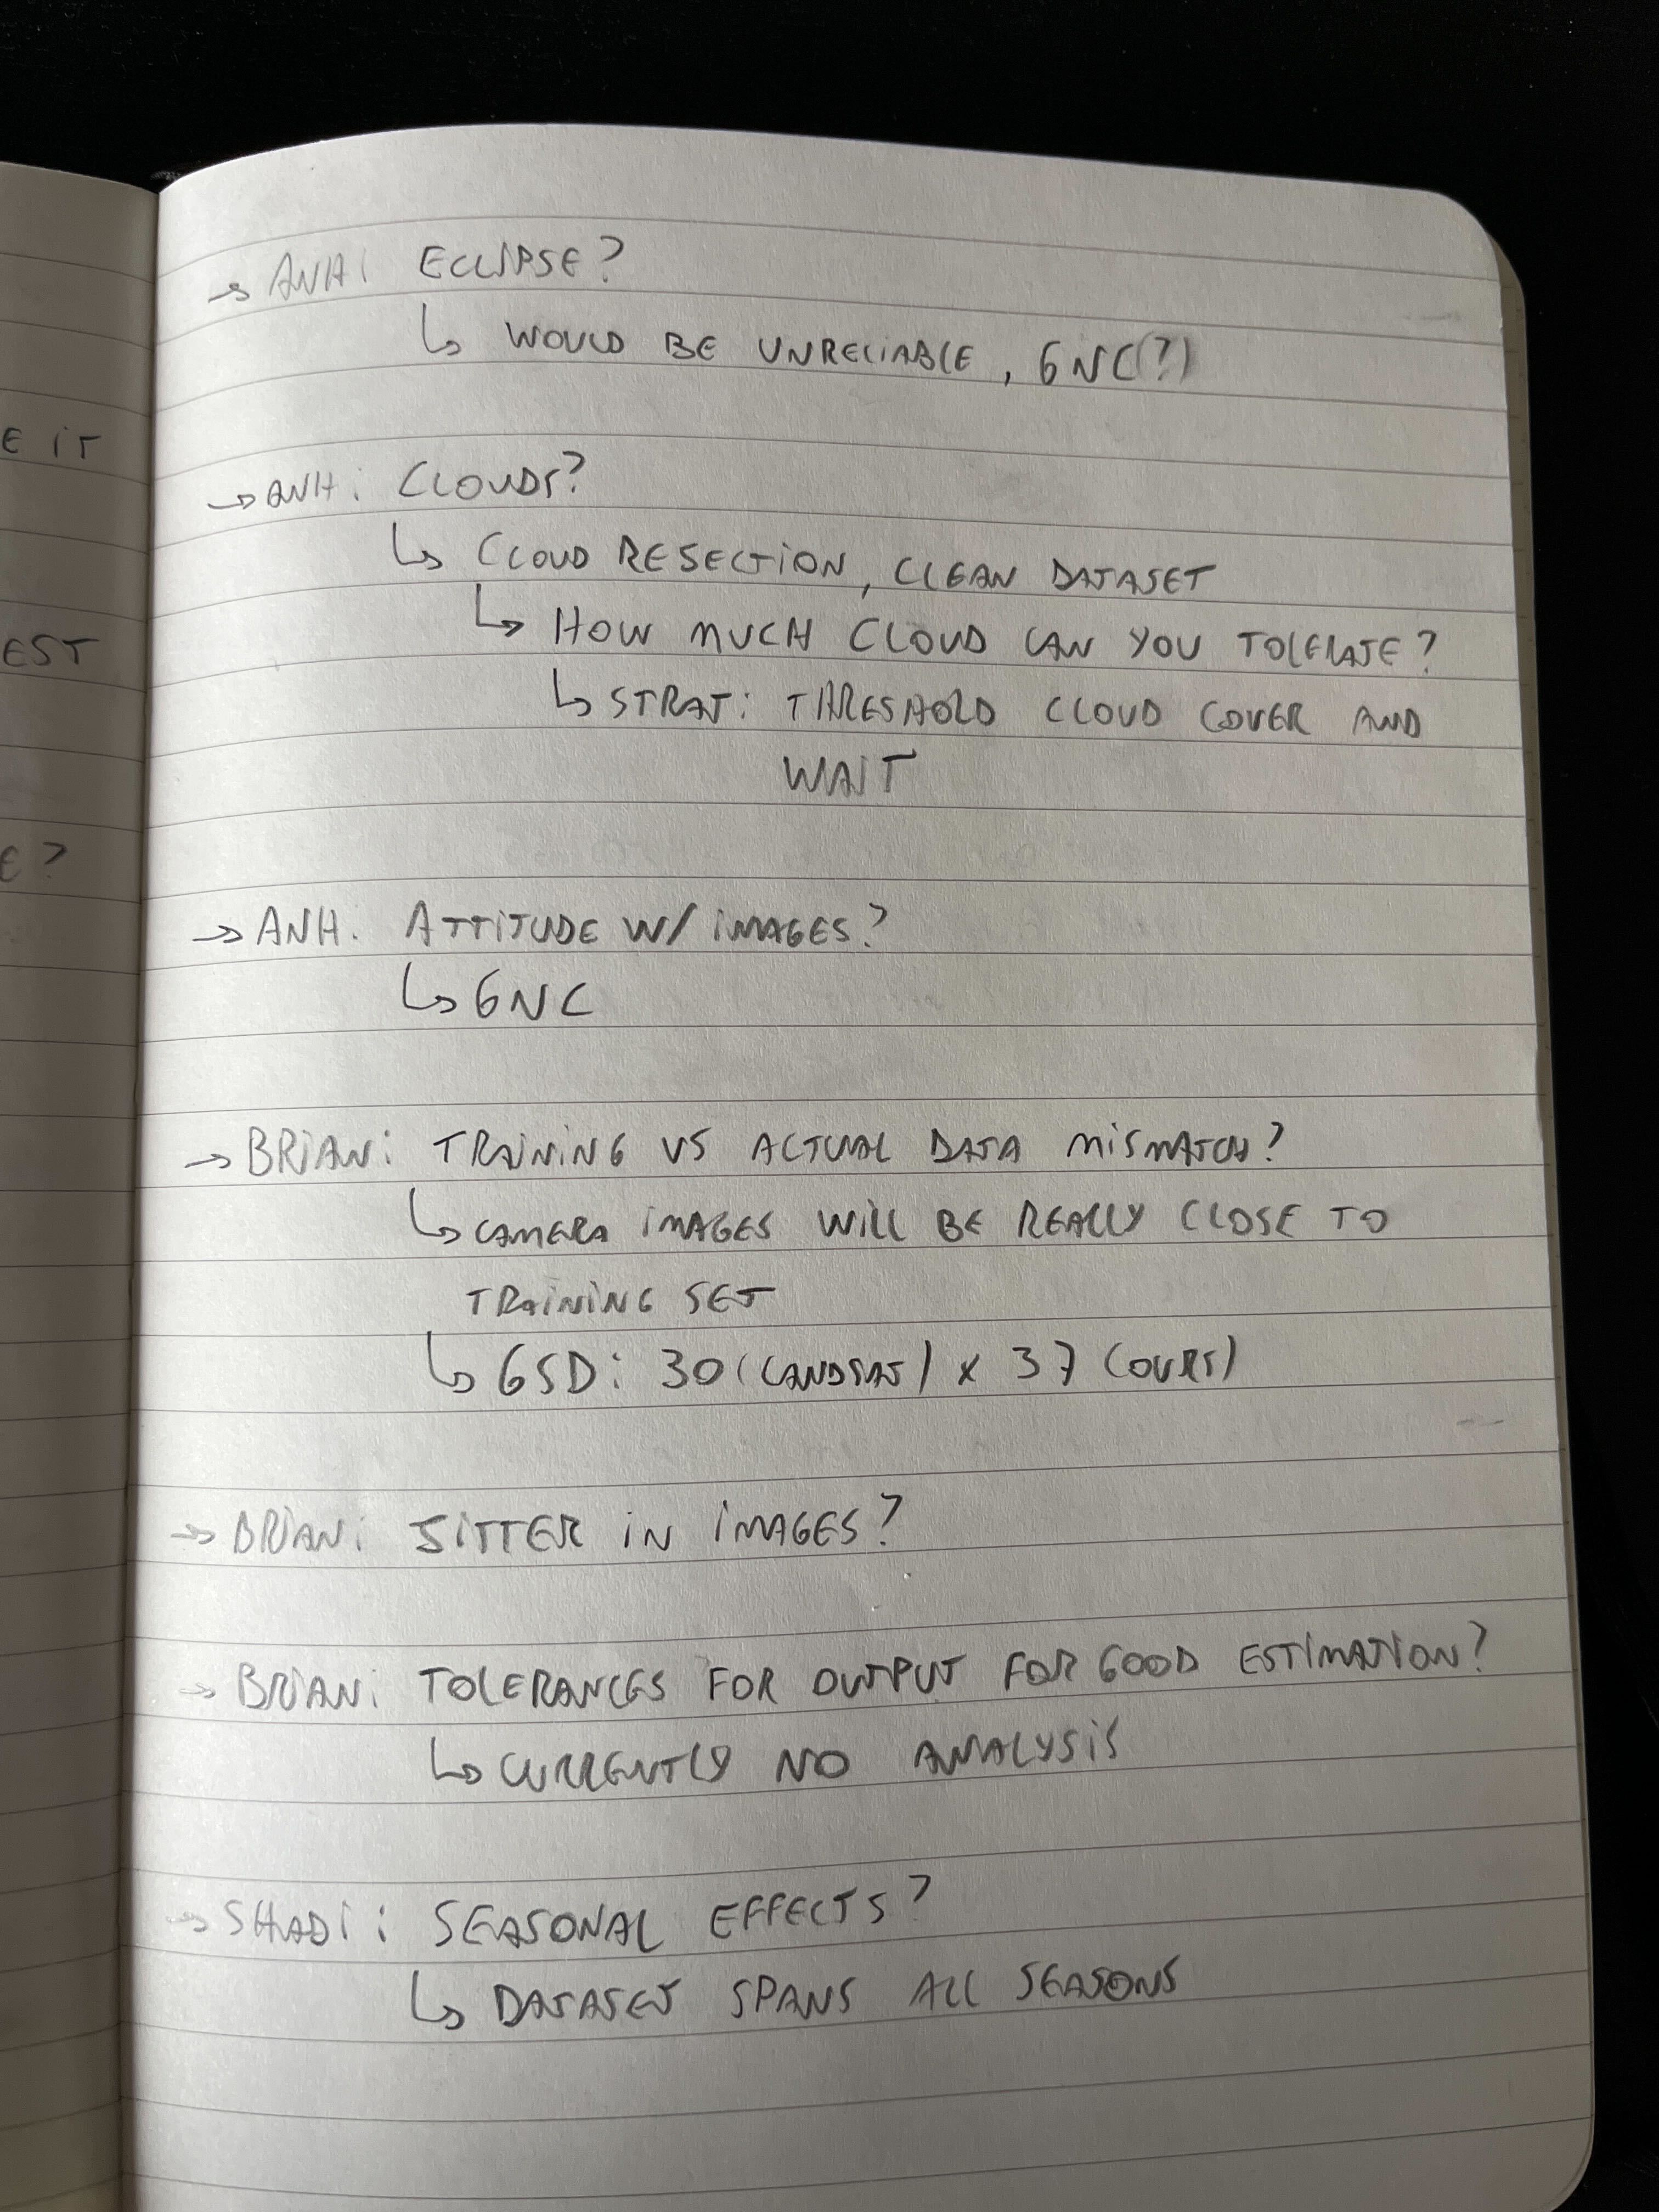 E IT
EST
E ?
→ ANH: ECLIPSE?
↳ WOULD BE UNRELIABLE, GNC(?)
→ ANH: CLOUDS?
↳ CLOUD RESECTION, CLEAN DATASET
↳ HOW MUCH CLOUD CAN YOU TOLERATE?
↳ STRAT: THRESHOLD CLOUD COVER AND
WAIT
→ ANH: ATTITUDE W/ IMAGES?
↳ GNC
→ BRIAN: TRAINING VS ACTUAL DATA MISMATCH?
↳ CAMERA IMAGES WILL BE REALLY CLOSE TO
TRAINING SET
↳ GSD: 30 (LANDSAT) x 37 (OURS)
→ BRIAN: JITTER IN IMAGES?
→ BRIAN: TOLERANCES FOR OUTPUT FOR GOOD ESTIMATION?
↳ CURRENTLY NO ANALYSIS
→ SHADI: SEASONAL EFFECTS?
↳ DATASET SPANS ALL SEASONS